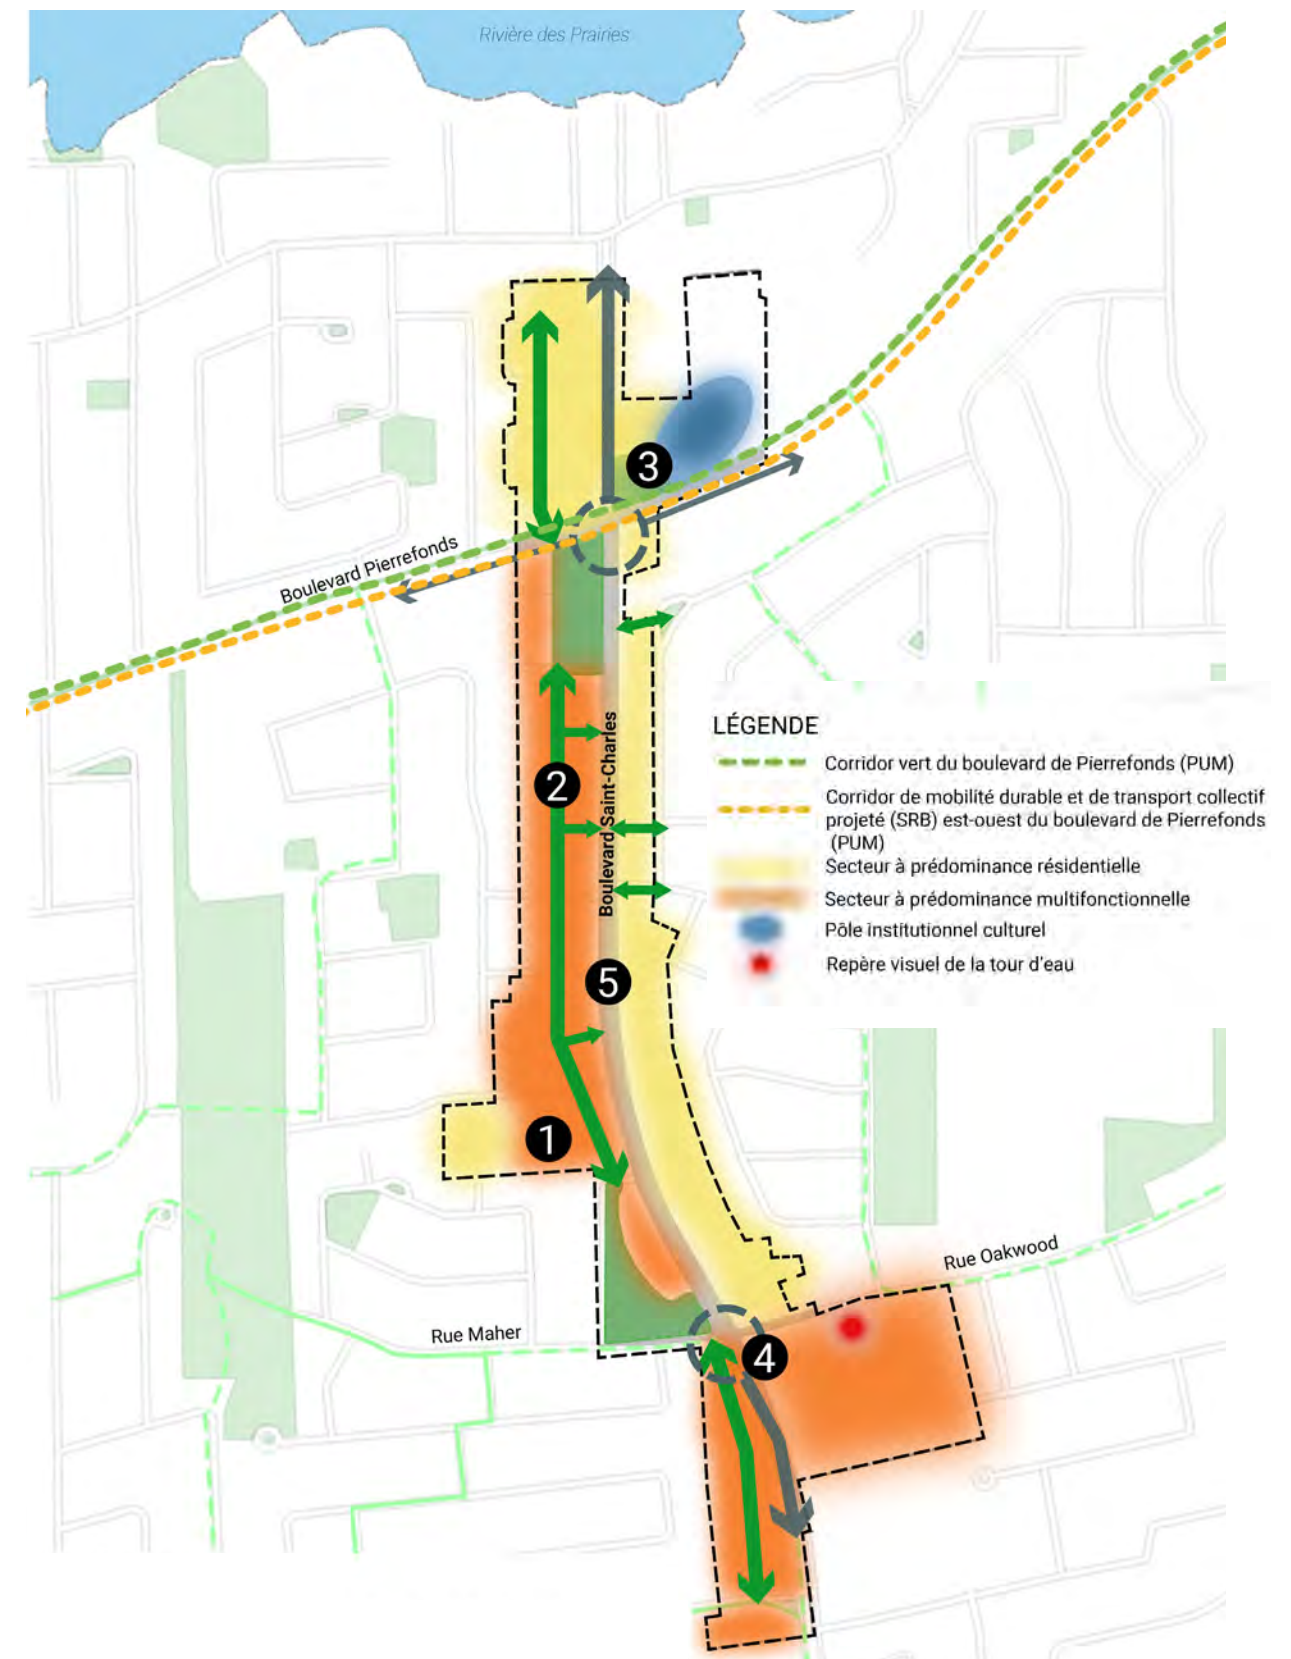 Rivière des Prairies
3
Boulevard Pierrefonds
Boulevard Saint-Charles
2
LÉGENDE
Corridor vert du boulevard de Pierrefonds (PUM)
Corridor de mobilité durable et de transport collectif
projeté (SRB) est-ouest du boulevard de Pierrefonds
(PUM)
Secteur à prédominance résidentielle
Secteur à prédominance multifonctionnelle
Pôle institutionnel culturel
Repère visuel de la tour d'eau
5
1
Rue Oakwood
Rue Maher
4